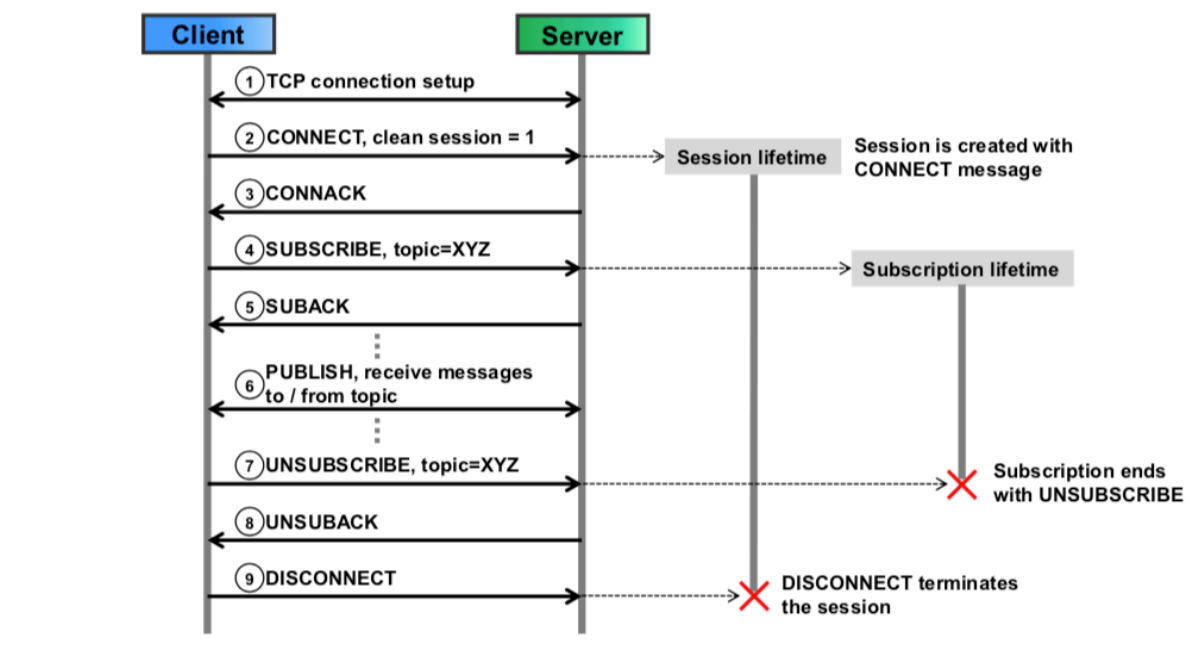 Client
Server
1 TCP connection setup
2 CONNECT, clean session = 1
Session lifetime
Session is created with
CONNECT message
3 CONNACK
4 SUBSCRIBE, topic=XYZ
Subscription lifetime
5 SUBACK
6 PUBLISH, receive messages
to / from topic
7 UNSUBSCRIBE, topic=XYZ
Subscription ends
with UNSUBSCRIBE
8 UNSUBACK
9 DISCONNECT
DISCONNECT terminates
the session